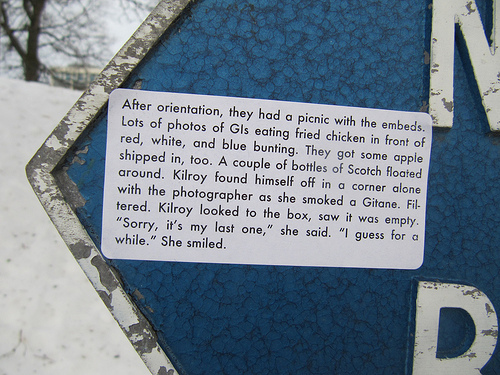 N
After orientation, they had a picnic with the embeds.
Lots of photos of GIs eating fried chicken in front of
red, white, and blue bunting. They got some apple
shipped in, too. A couple of bottles of Scotch floated
around. Kilroy found himself off in a corner alone
with the photographer as she smoked a Gitane. Fil-
tered. Kilroy looked to the box, saw it was empty.
“Sorry, it’s my last one,” she said. “I guess for a
while.” She smiled.